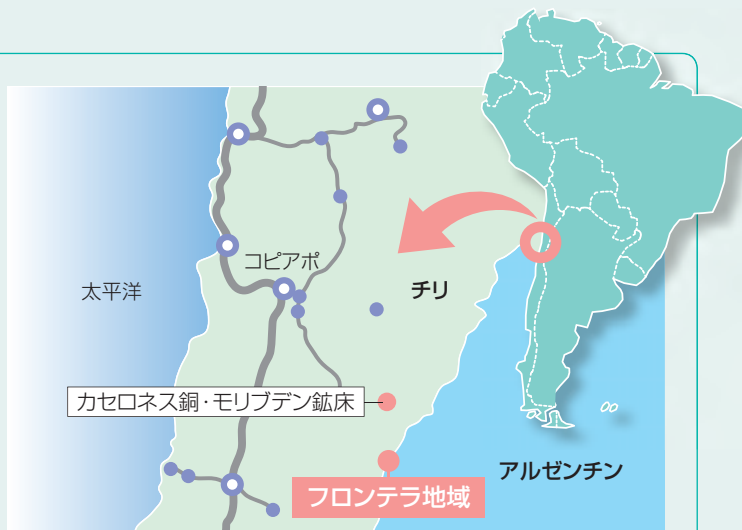 コピアポ
太平洋
チリ
カセロネス銅・モリブデン鉱床
アルゼンチン
フロンテラ地域